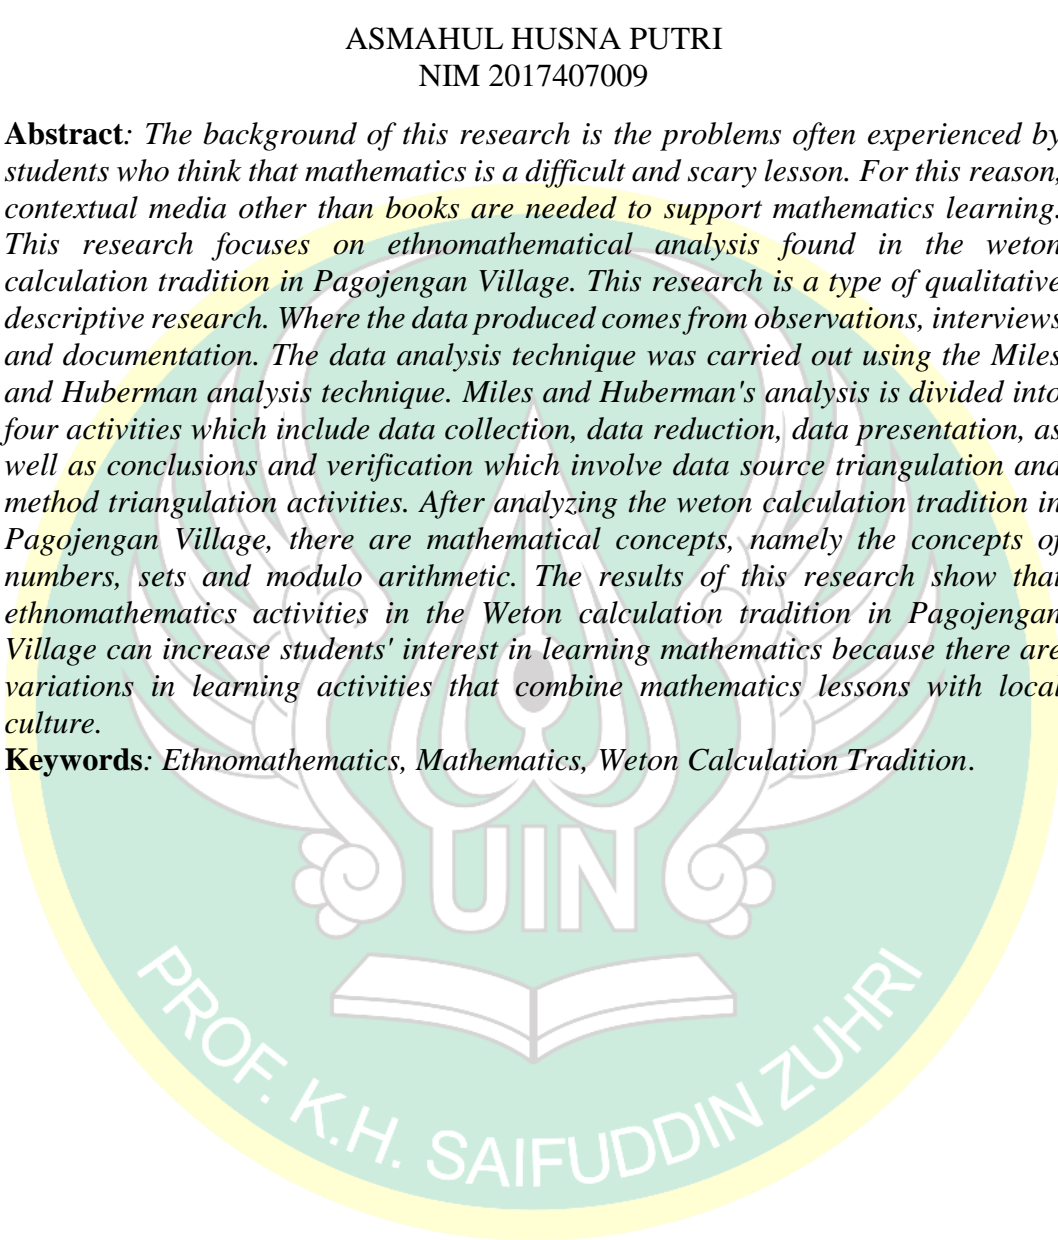 ASMAHUL HUSNA PUTRI
NIM 2017407009
Abstract: The background of this research is the problems often experienced by
students who think that mathematics is a difficult and scary lesson. For this reason,
contextual media other than books are needed to support mathematics learning.
This research focuses on ethnomathematical analysis found in the weton
calculation tradition in Pagojengan Village. This research is a type of qualitative
descriptive research. Where the data produced comes from observations, interviews
and documentation. The data analysis technique was carried out using the Miles
and Huberman analysis technique. Miles and Huberman's analysis is divided into
four activities which include data collection, data reduction, data presentation, as
well as conclusions and verification which involve data source triangulation and
method triangulation activities. After analyzing the weton calculation tradition in
Pagojengan Village, there are mathematical concepts, namely the concepts of
numbers, sets and modulo arithmetic. The results of this research show that
ethnomathematics activities in the Weton calculation tradition in Pagojengan
Village can increase students' interest in learning mathematics because there are
variations in learning activities that combine mathematics lessons with local
culture.
Keywords: Ethnomathematics, Mathematics, Weton Calculation Tradition.
UIN
PROF. K.H. SAIFUDDIN ZUHRI